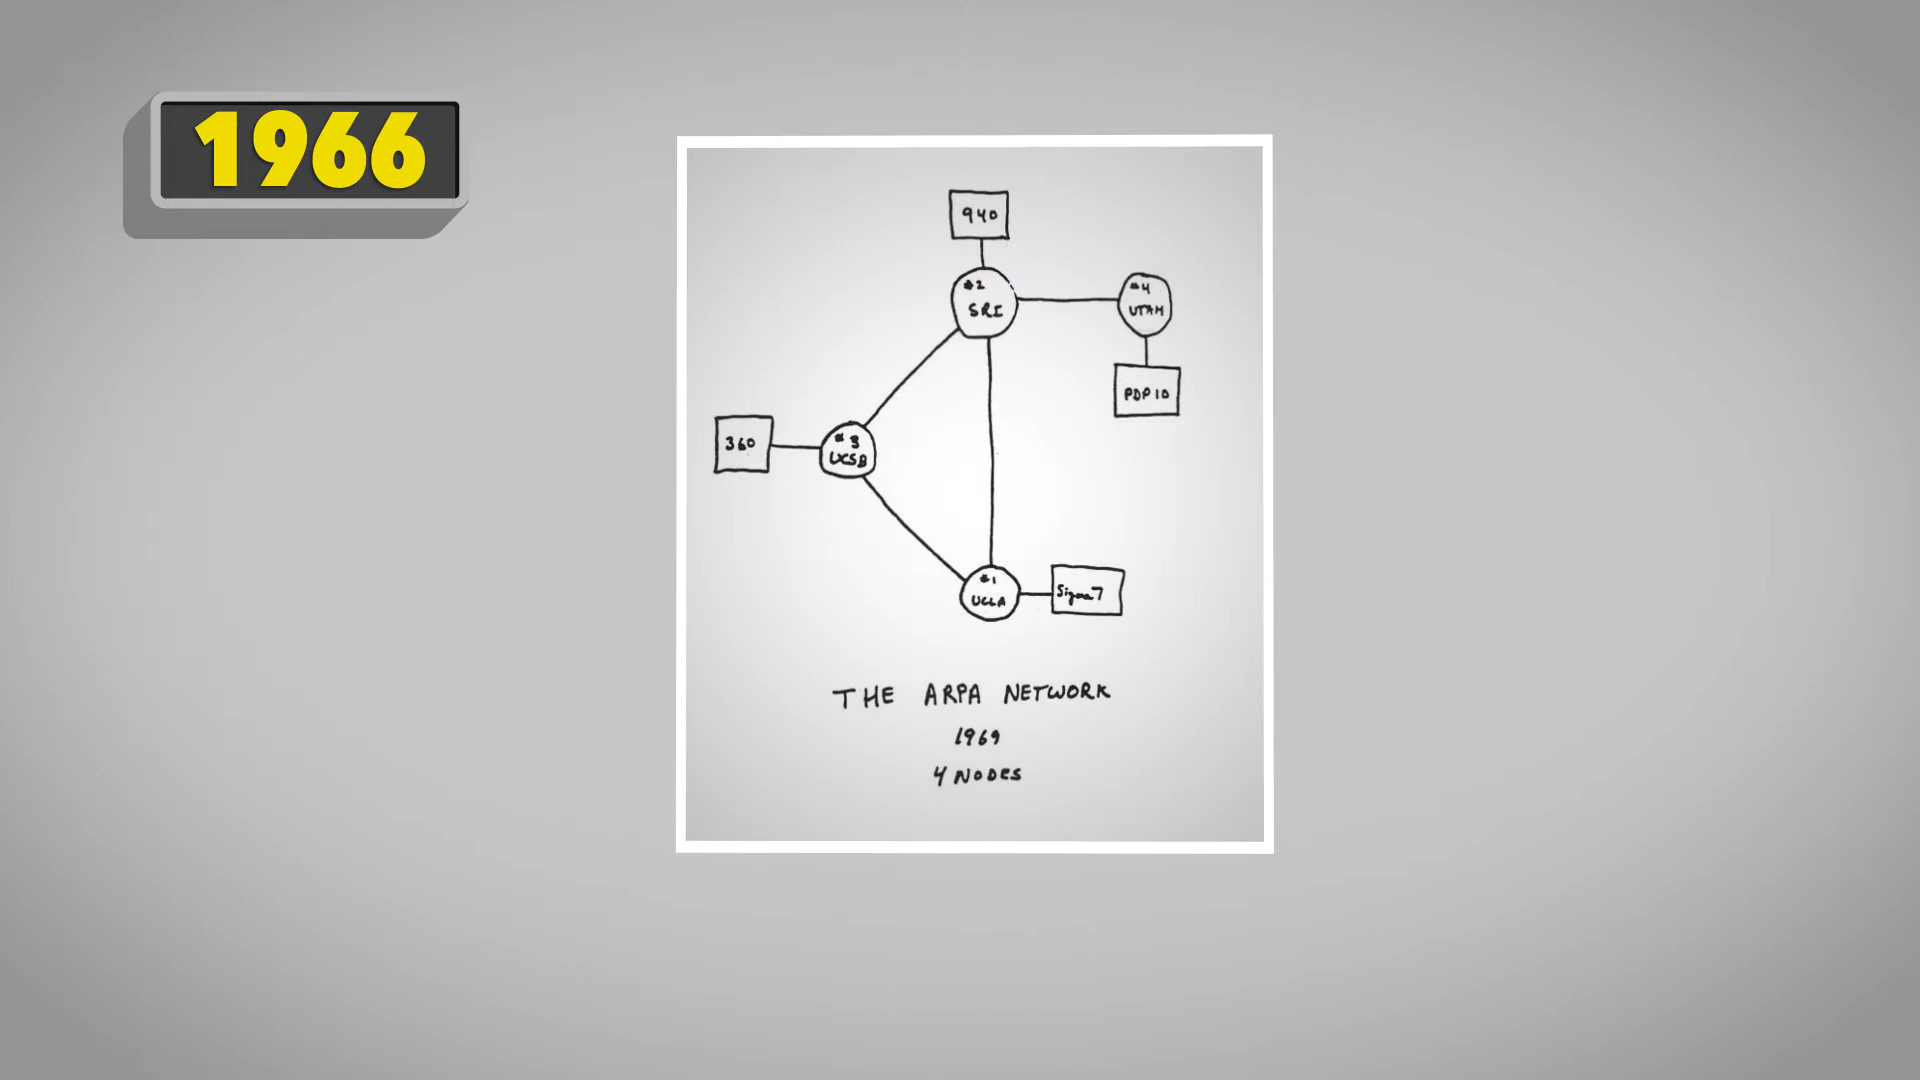 1966
940
#2
SRI
#4
UTAH
PDP 10
360
#3
UCSB
#1
UCLA
Sigma 7
THE ARPA NETWORK
1969
4 NODES